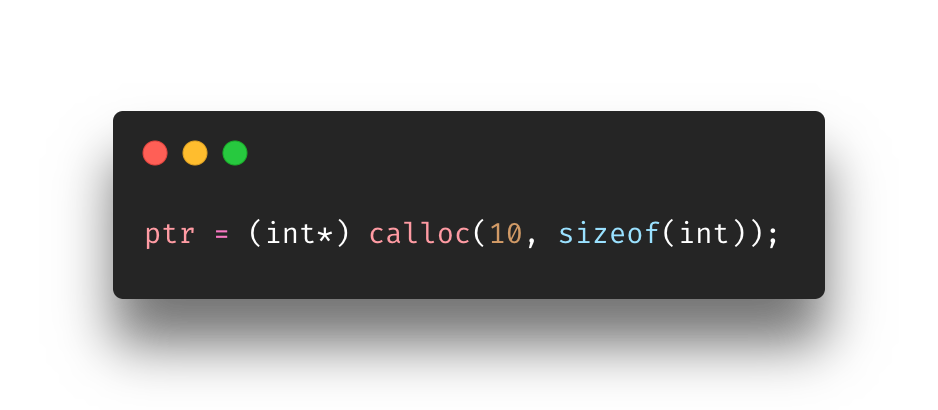 ptr = (int*) calloc(10, sizeof(int));